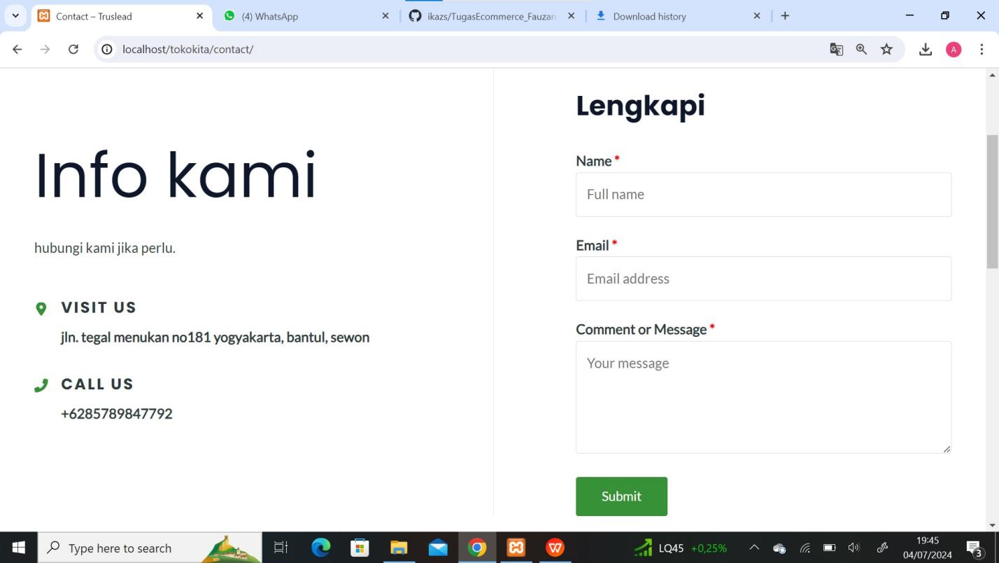 Contact – Truslead
(4) WhatsApp
ikazs/TugasEcommerce_Fauzan
Download history
localhost/tokokita/contact/
A
Info kami
hubungi kami jika perlu.
VISIT US
jln. tegal menukan no181 yogyakarta, bantul, sewon
CALL US
+6285789847792
Lengkapi
Name *
Full name
Email *
Email address
Comment or Message *
Your message
Submit
Type here to search
LQ45 +0,25%
19:45
04/07/2024
3